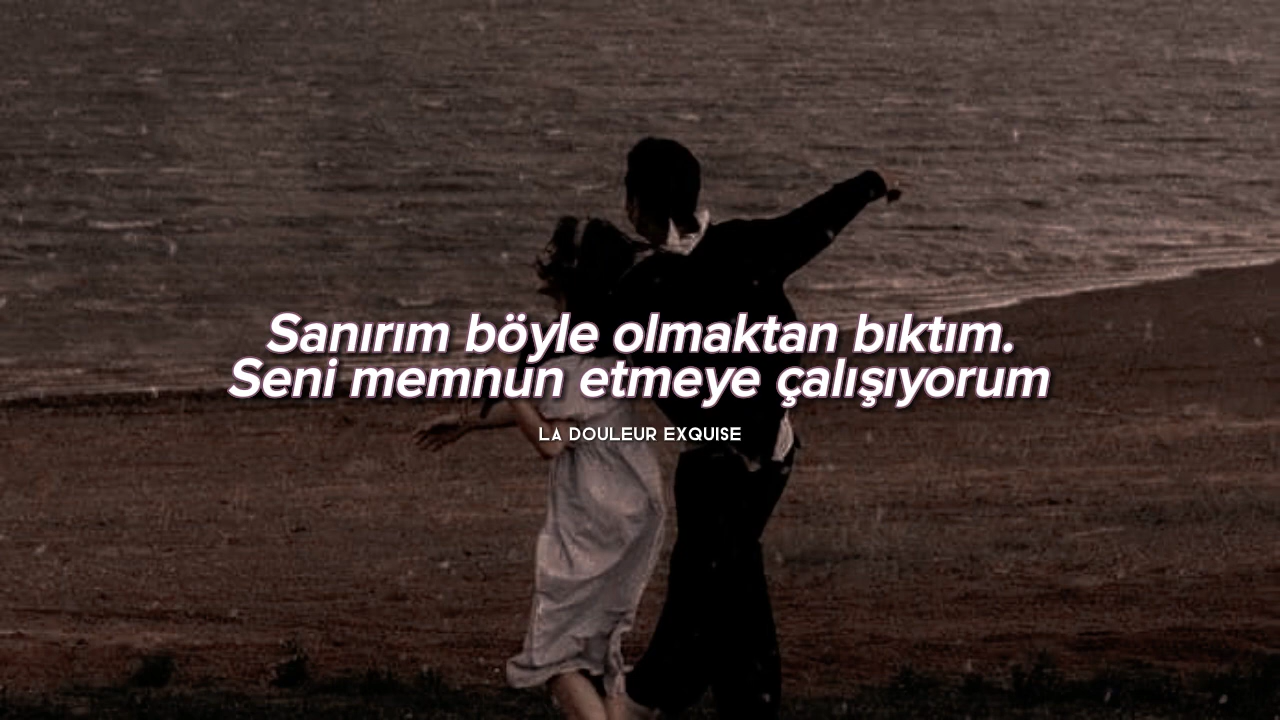 Sanırım böyle olmaktan bıktım.
Seni memnun etmeye çalışıyorum
LA DOULEUR EXQUISE